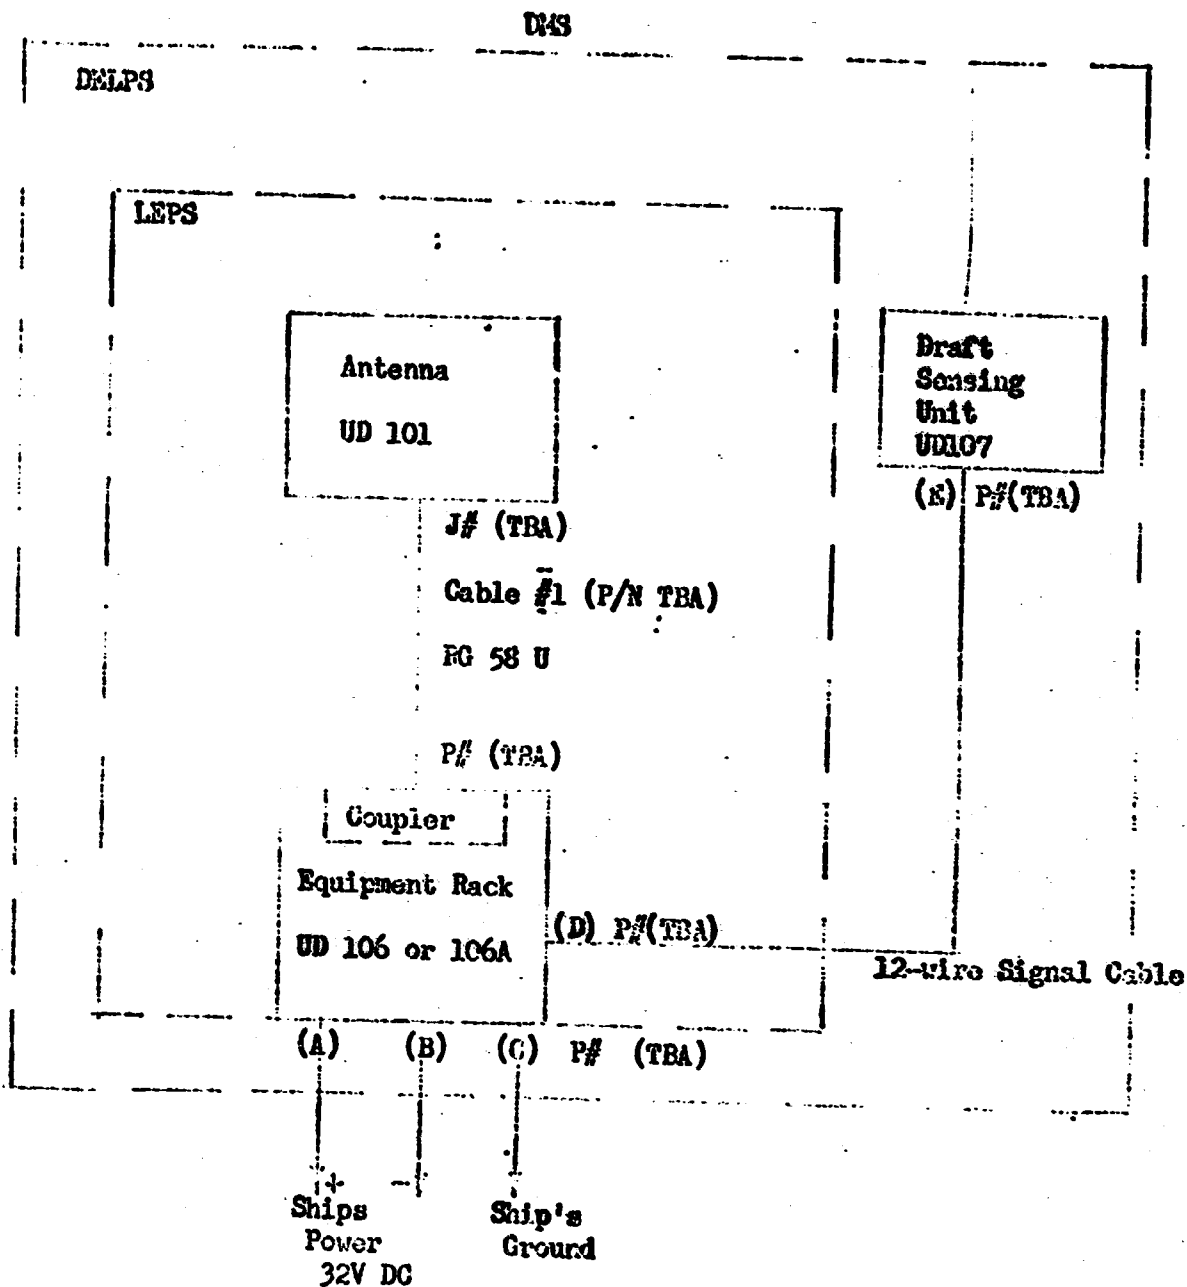 DMS
DELPS
LEPS
Antenna
UD 101
Draft
Sensing
Unit
UD107
(E) P#(TBA)
J# (TBA)
Cable #1 (P/N TBA)
RG 58 U
P# (TBA)
Coupler
Equipment Rack
UD 106 or 106A
(D) P#(TBA)
12-wire Signal Cable
(A) (B) (C) P# (TBA)
+ -
Ships
Power
32V DC
Ship's
Ground